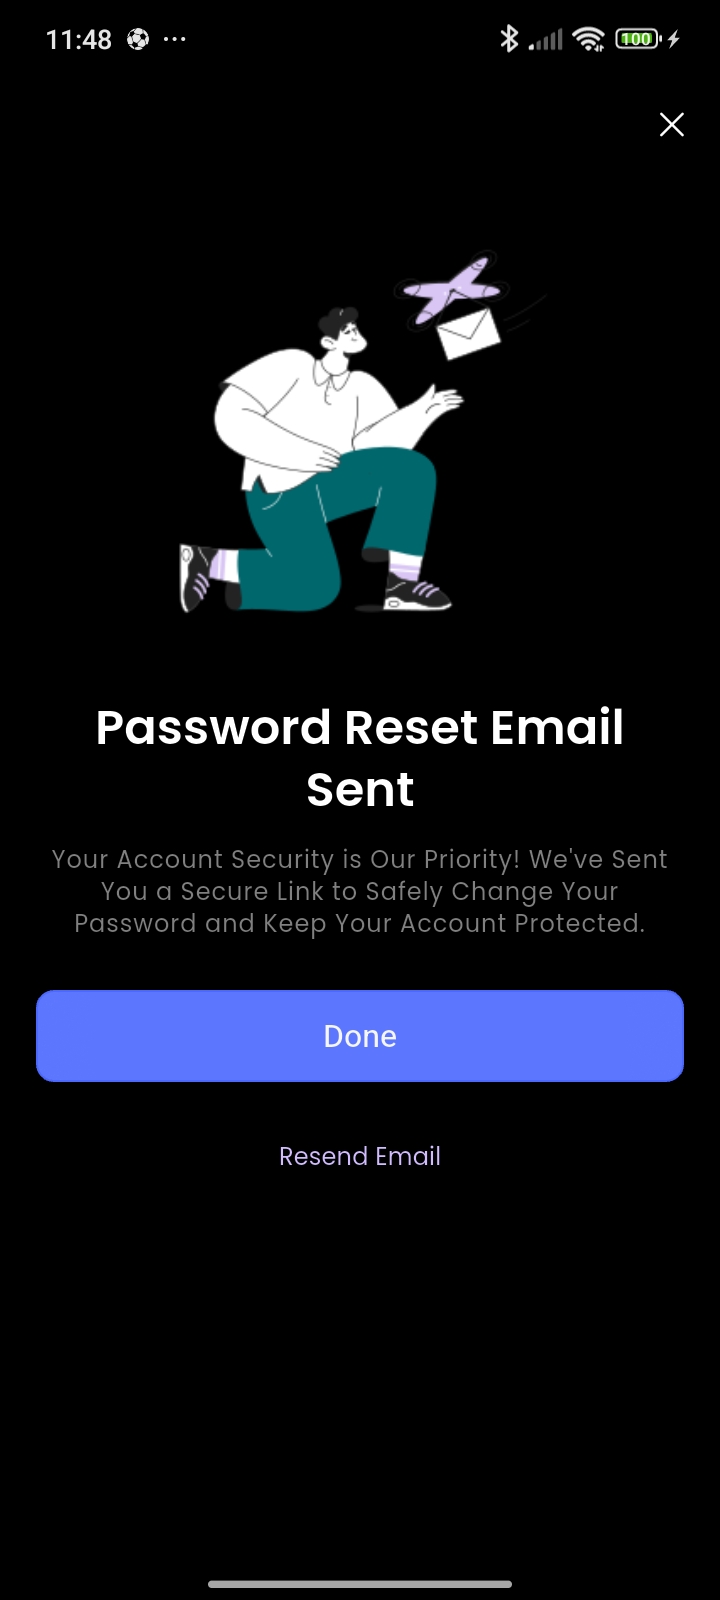 11:48
100
Password Reset Email
Sent
Your Account Security is Our Priority! We've Sent
You a Secure Link to Safely Change Your
Password and Keep Your Account Protected.
Done
Resend Email